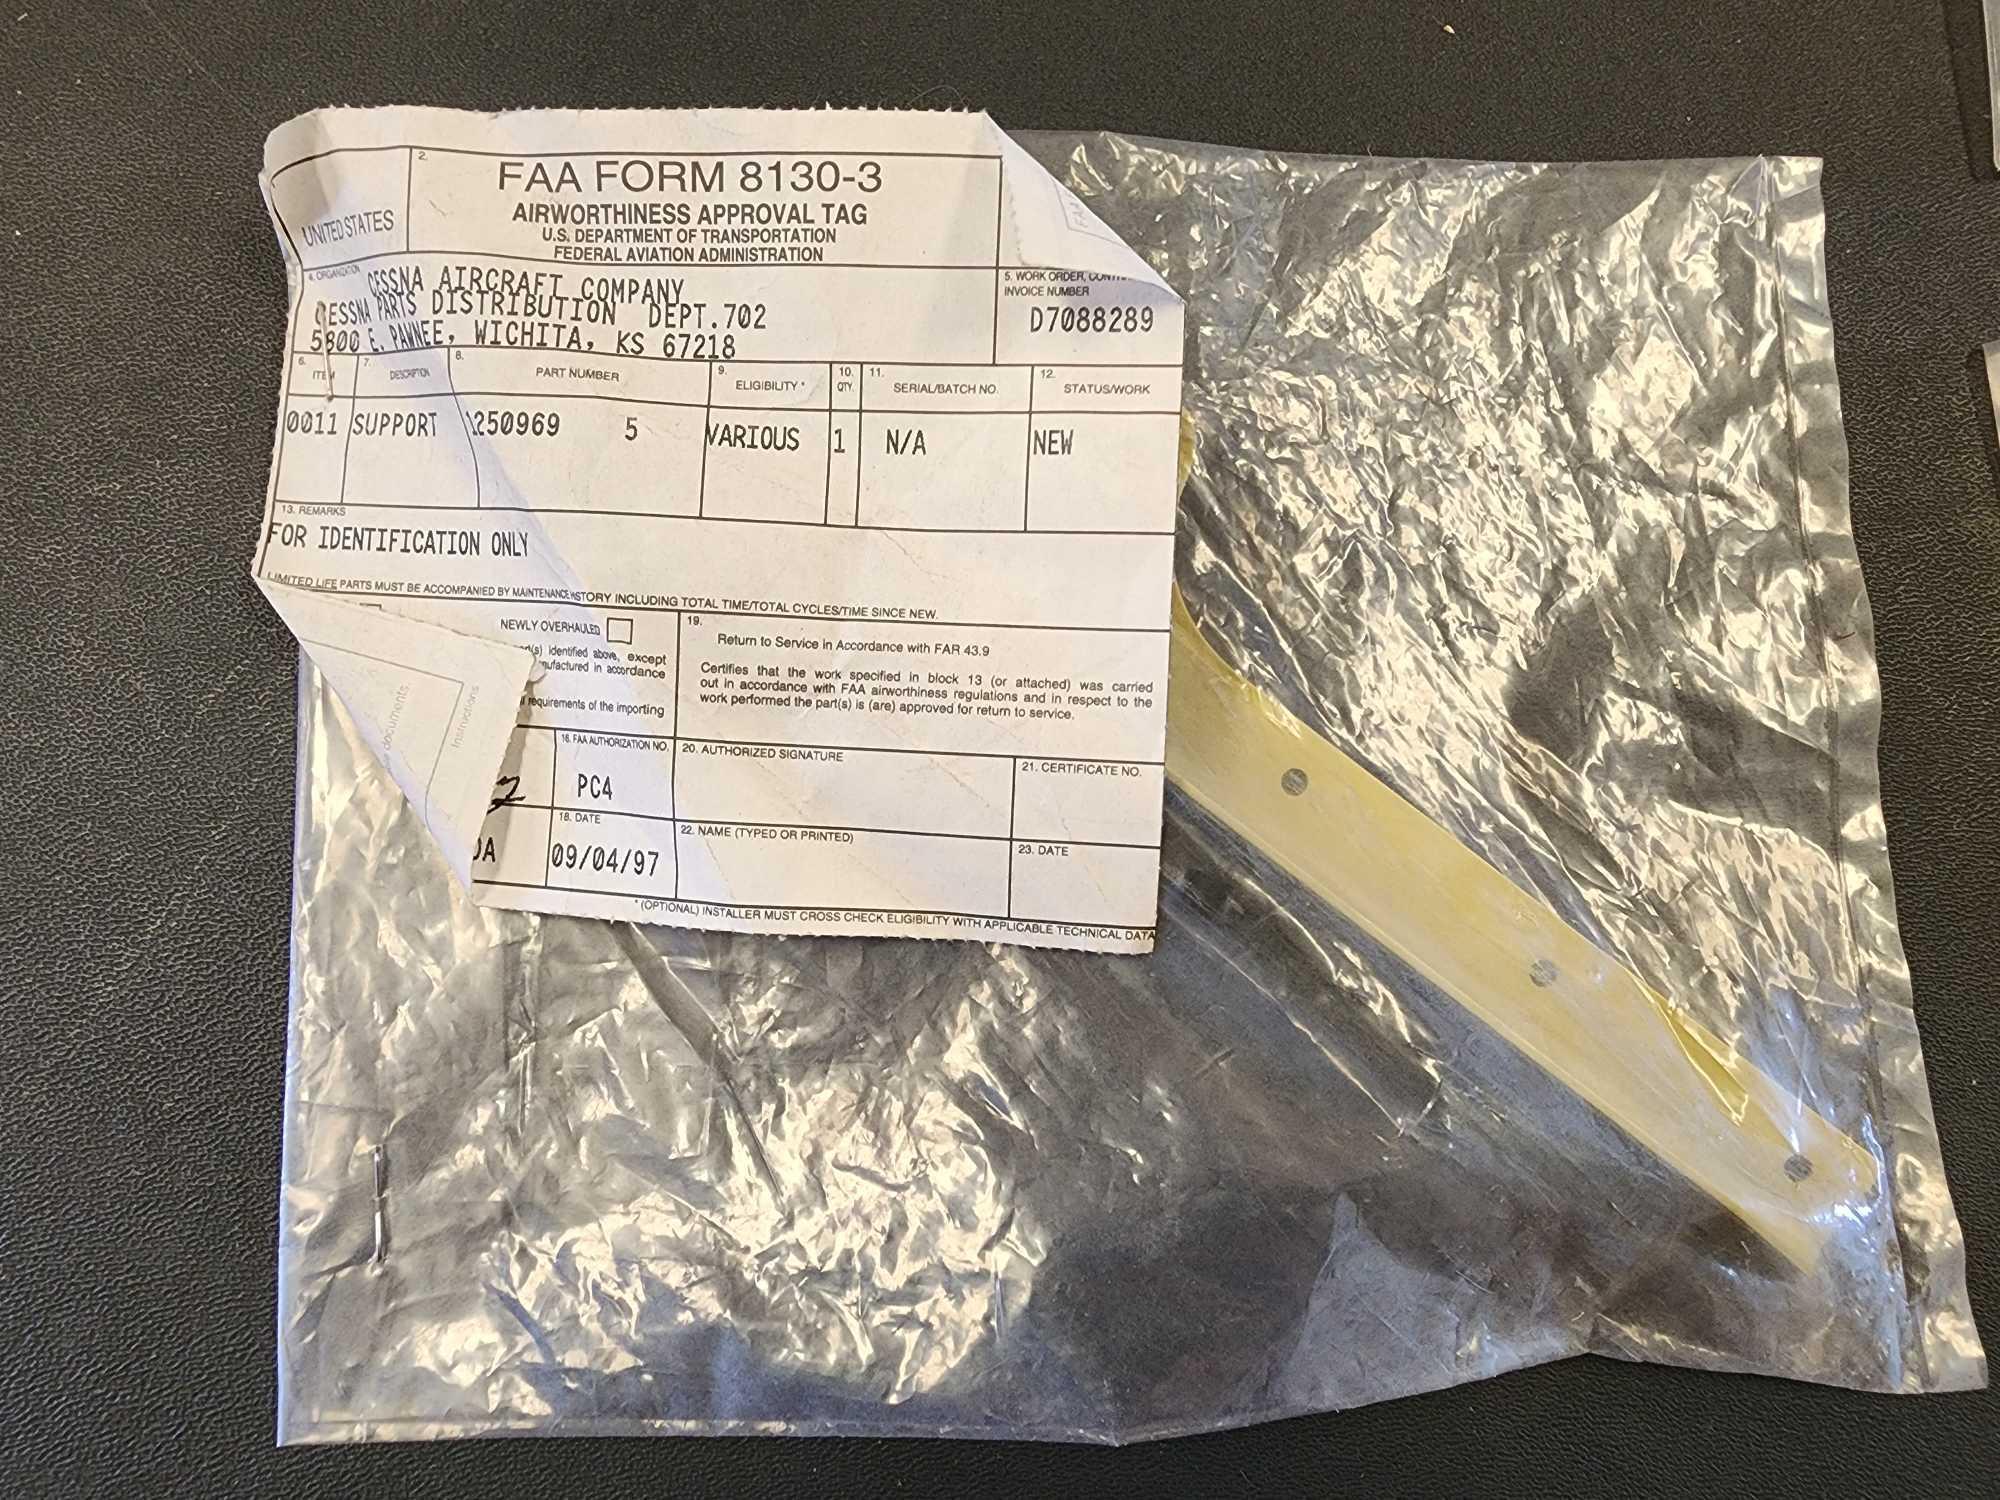 2.
FAA FORM 8130-3
AIRWORTHINESS APPROVAL TAG
U.S. DEPARTMENT OF TRANSPORTATION
FEDERAL AVIATION ADMINISTRATION
UNITED STATES
4. ORGANIZATION
CESSNA AIRCRAFT COMPANY
CESSNA PARTS DISTRIBUTION DEPT.702
5800 E. PAWNEE, WICHITA, KS 67218
5. WORK ORDER,
INVOICE NUMBER
D7088289
6. ITEM
7. DESCRIPTION
8. PART NUMBER
9. ELIGIBILITY *
10. QTY.
11. SERIAL/BATCH NO.
12. STATUS/WORK
0011 SUPPORT 250969 5 VARIOUS 1 N/A NEW
13. REMARKS
FOR IDENTIFICATION ONLY
LIMITED LIFE PARTS MUST BE ACCOMPANIED BY MAINTENANCE HISTORY INCLUDING TOTAL TIME/TOTAL CYCLES/TIME SINCE NEW.
NEWLY OVERHAULED
identified above, except
in accordance
requirements of the importing
19.
Return to Service in Accordance with FAR 43.9
Certifies that the work specified in block 13 (or attached) was carried
out in accordance with FAA airworthiness regulations and in respect to the
work performed the part(s) is (are) approved for return to service.
16. FAA AUTHORIZATION NO.
PC4
20. AUTHORIZED SIGNATURE
21. CERTIFICATE NO.
18. DATE
09/04/97
22. NAME (TYPED OR PRINTED)
23. DATE
* (OPTIONAL) INSTALLER MUST CROSS CHECK ELIGIBILITY WITH APPLICABLE TECHNICAL DATA
documents
Instructions